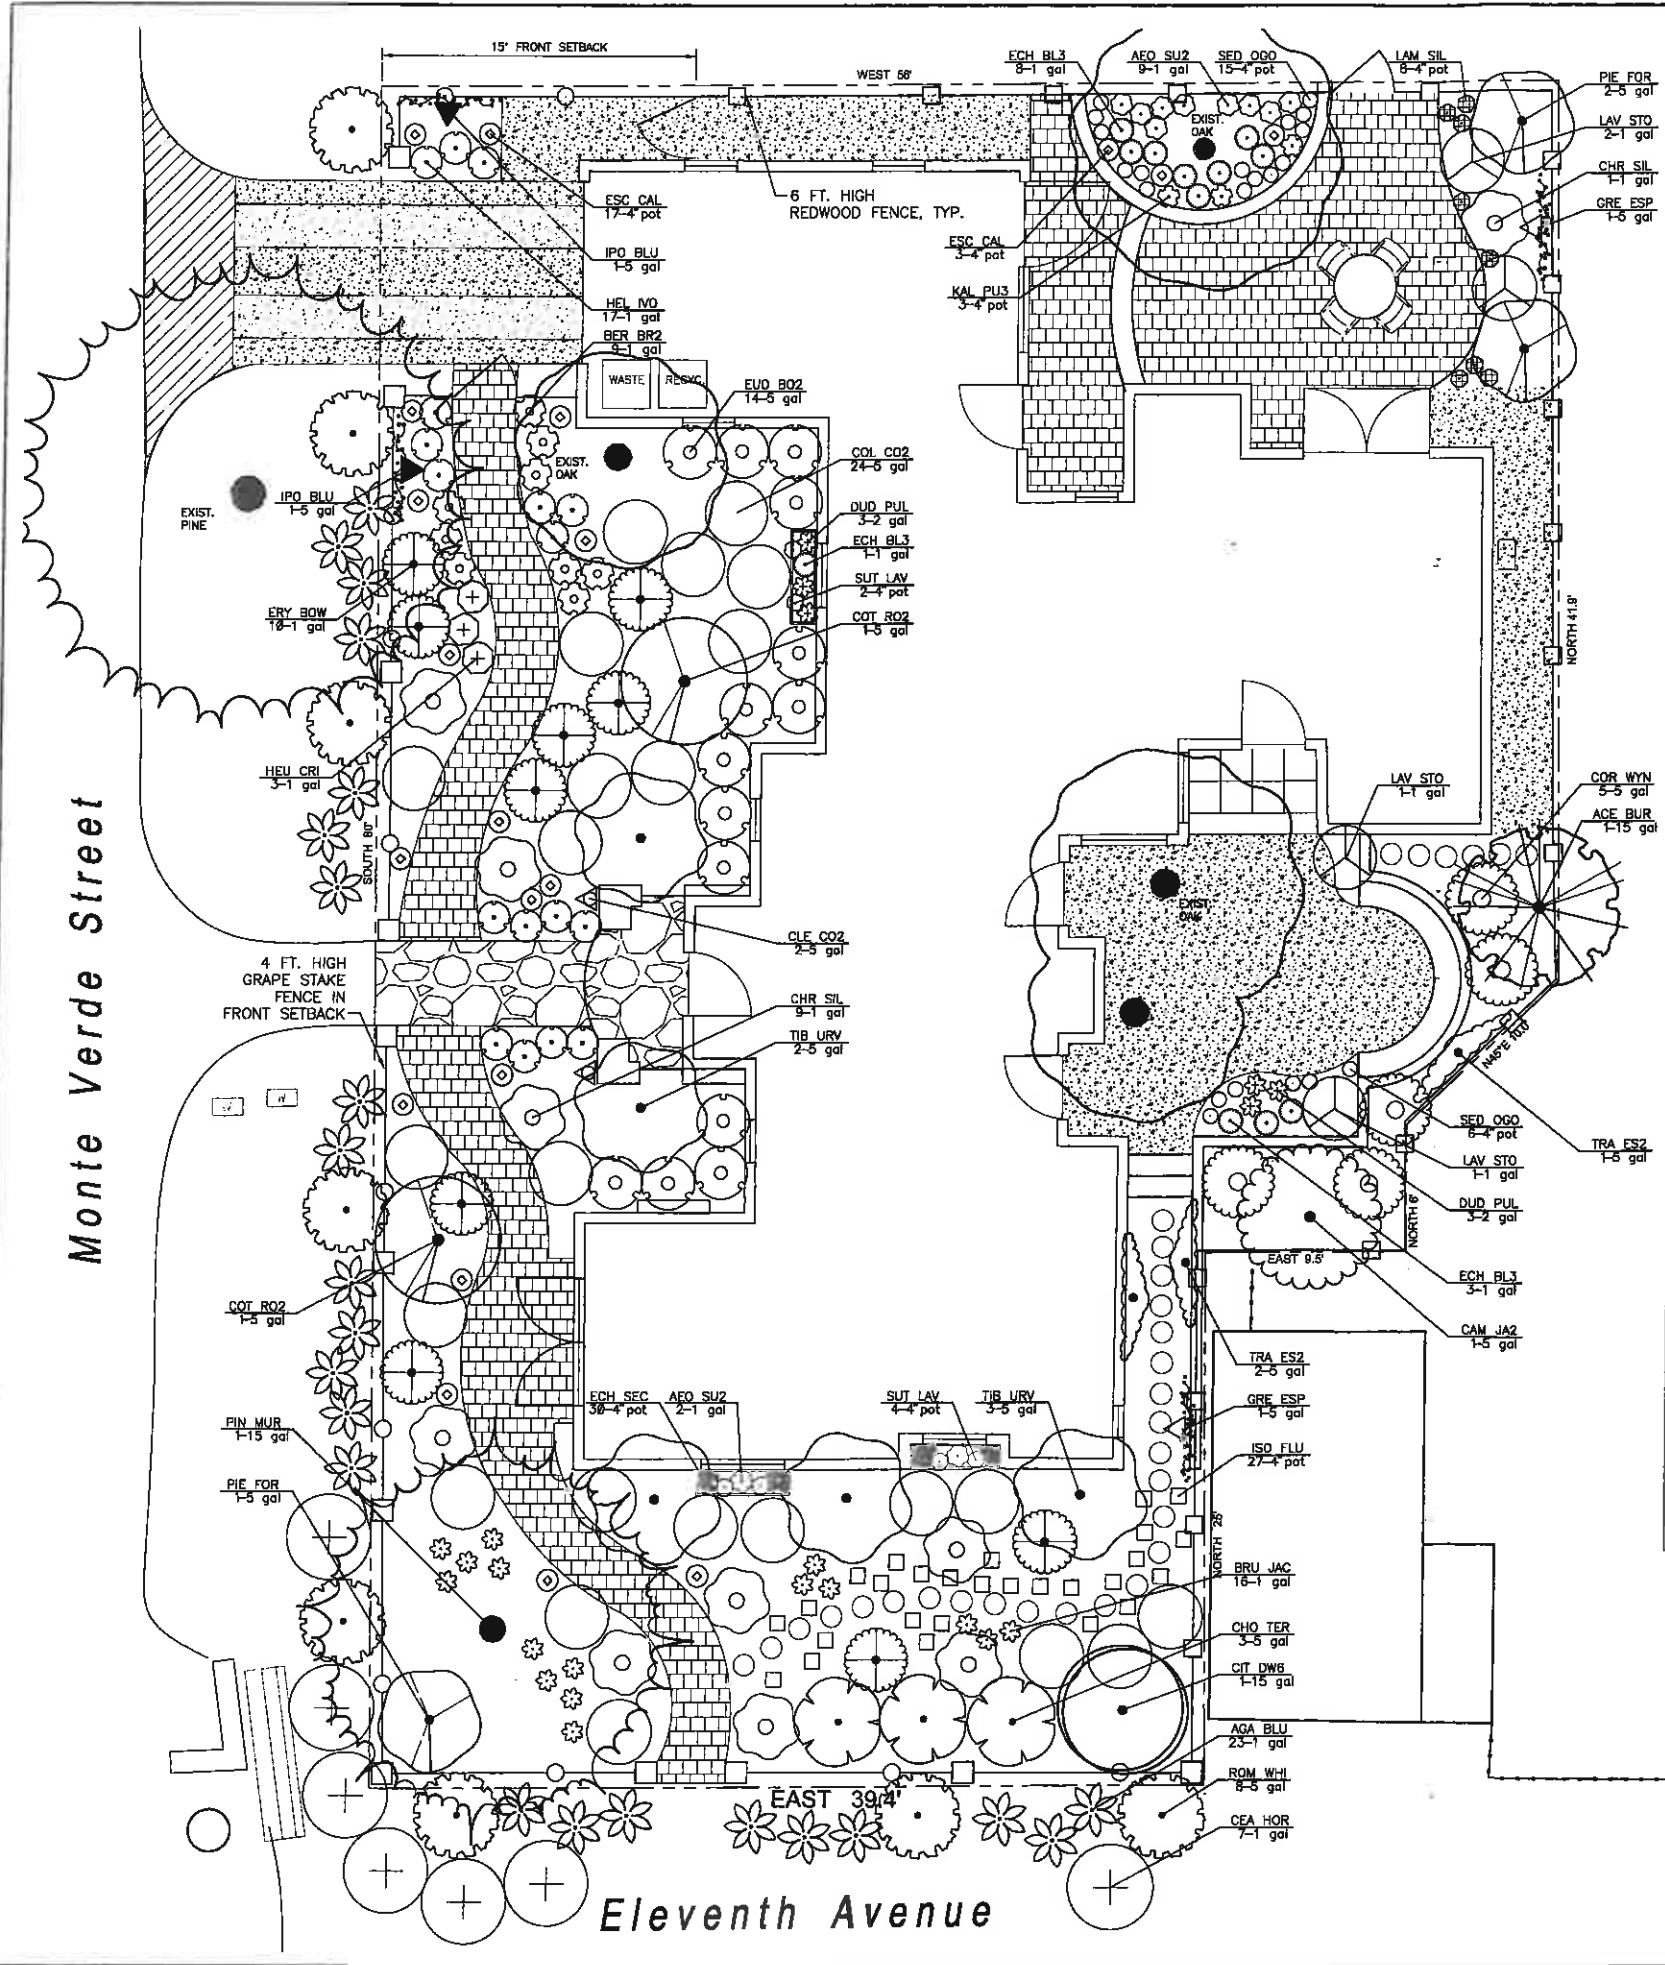 15' FRONT SETBACK
WEST 56'
ECH BL3
8-1 gal
AEO SU2
9-1 gal
SED OGO
15-4" pot
LAM SIL
8-4" pot
PIE FOR
2-5 gal
LAV STO
2-1 gal
CHR SIL
1-1 gal
GRE ESP
1-5 gal
EXIST.
OAK
ESC CAL
17-4" pot
6 FT. HIGH
REDWOOD FENCE, TYP.
IPO BLU
1-5 gal
ESC CAL
3-4" pot
KAL PU3
3-4" pot
HEL IVO
17-1 gal
BER BR2
9-1 gal
WASTE
RECYC.
EUO BO2
14-5 gal
COL CO2
24-5 gal
EXIST.
OAK
EXIST.
PINE
IPO BLU
1-5 gal
DUD PUL
3-2 gal
ECH BL3
1-1 gal
SUT LAV
2-4" pot
ERY BOW
10-1 gal
COT RO2
1-5 gal
NORTH 41.9'
HEU CRI
3-1 gal
LAV STO
1-1 gal
COR WYN
5-5 gal
ACE BUR
1-15 gal
SOUTH 80'
Monte Verde Street
EXIST.
OAK
CLE CO2
2-5 gal
4 FT. HIGH
GRAPE STAKE
FENCE IN
FRONT SETBACK
CHR SIL
9-1 gal
TIB URV
2-5 gal
N45°E 10.0'
SED OGO
6-4" pot
TRA ES2
1-5 gal
LAV STO
1-1 gal
DUD PUL
3-2 gal
NORTH 6'
EAST 9.5'
ECH BL3
3-1 gal
COT RO2
1-5 gal
CAM JA2
1-5 gal
TRA ES2
2-5 gal
ECH SEC
30-4" pot
AEO SU2
2-1 gal
SUT LAV
4-4" pot
TIB URV
3-5 gal
GRE ESP
1-5 gal
PIN MUR
1-15 gal
ISO FLU
27-4" pot
PIE FOR
1-5 gal
NORTH 25'
BRU JAC
16-1 gal
CHO TER
3-5 gal
CIT DW6
1-15 gal
AGA BLU
23-1 gal
ROM WHI
8-5 gal
EAST 39.4'
CEA HOR
7-1 gal
Eleventh Avenue